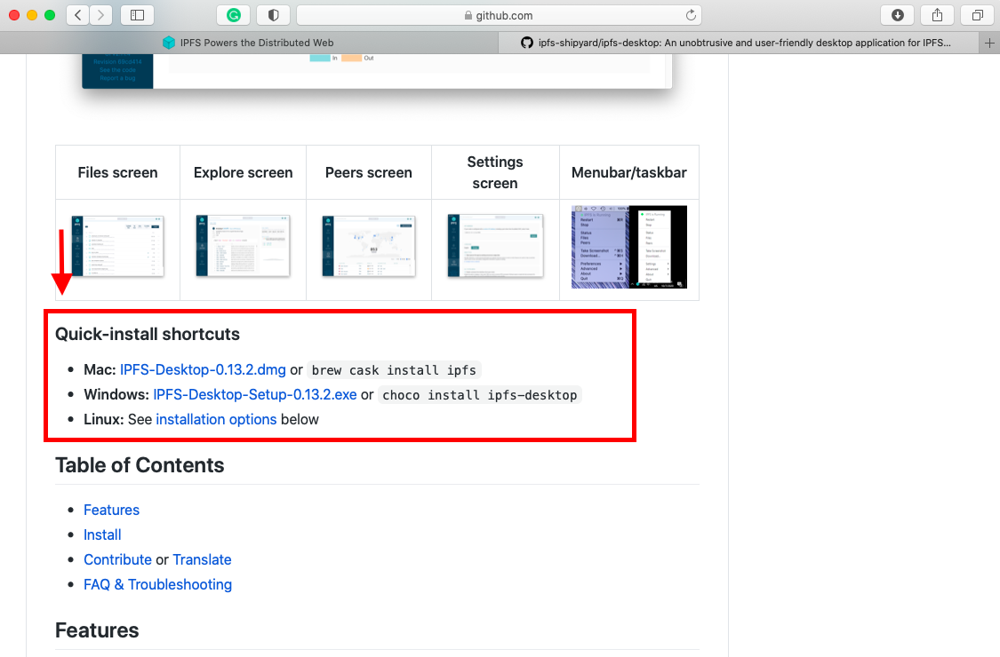 github.com
IPFS Powers the Distributed Web
ipfs-shipyard/ipfs-desktop: An unobtrusive and user-friendly desktop application for IPFS...
See the code
Report a bug
In Out
Files screen
Explore screen
Peers screen
Settings screen
Menubar/taskbar
Quick-install shortcuts
Mac: IPFS-Desktop-0.13.2.dmg or brew cask install ipfs
Windows: IPFS-Desktop-Setup-0.13.2.exe or choco install ipfs-desktop
Linux: See installation options below
Table of Contents
Features
Install
Contribute or Translate
FAQ & Troubleshooting
Features